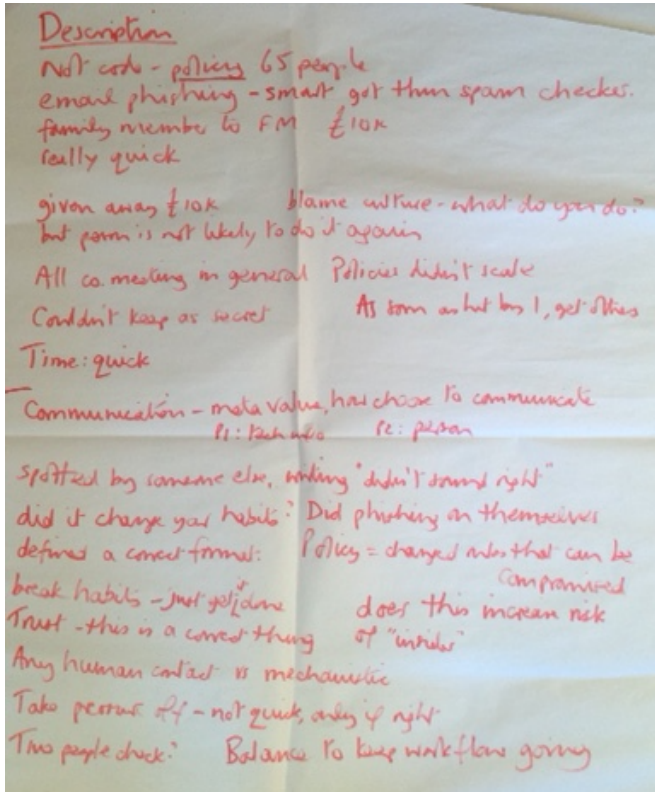 Description
Not code - policy 65 people
email phishing - smart got thru spam checker.
family member to FM £10K
really quick
given away £10K blame culture - what do you do?
but person is not likely to do it again
All co. meeting in general Policies didn't scale
Couldn't keep as secret As soon as hit by 1, get others
Time: quick
Communication - meta value, how choose to communicate
P1: tech info P2: person
spotted by someone else, writing "didn't sound right"
did it change your habits? Did phishing on themselves
defined a correct format: Policy = changed rules that can be
compromised
break habits - just get it done does this increase risk
Trust - this is a correct thing of "insider"
Any human contact is mechanistic
Take pressure off - not quick, only if right
Two people check? Balance to keep workflow going